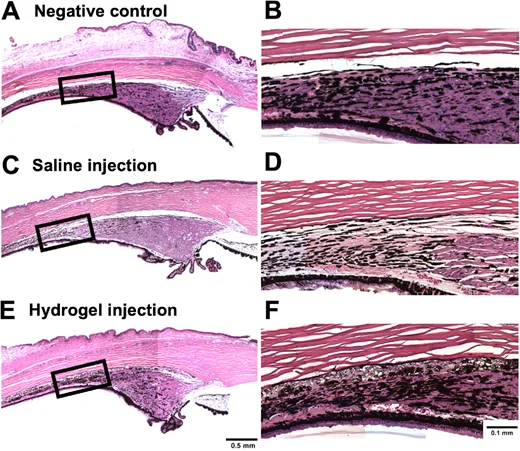 A Negative control B
C Saline injection D
E Hydrogel injection F
0.5 mm
0.1 mm